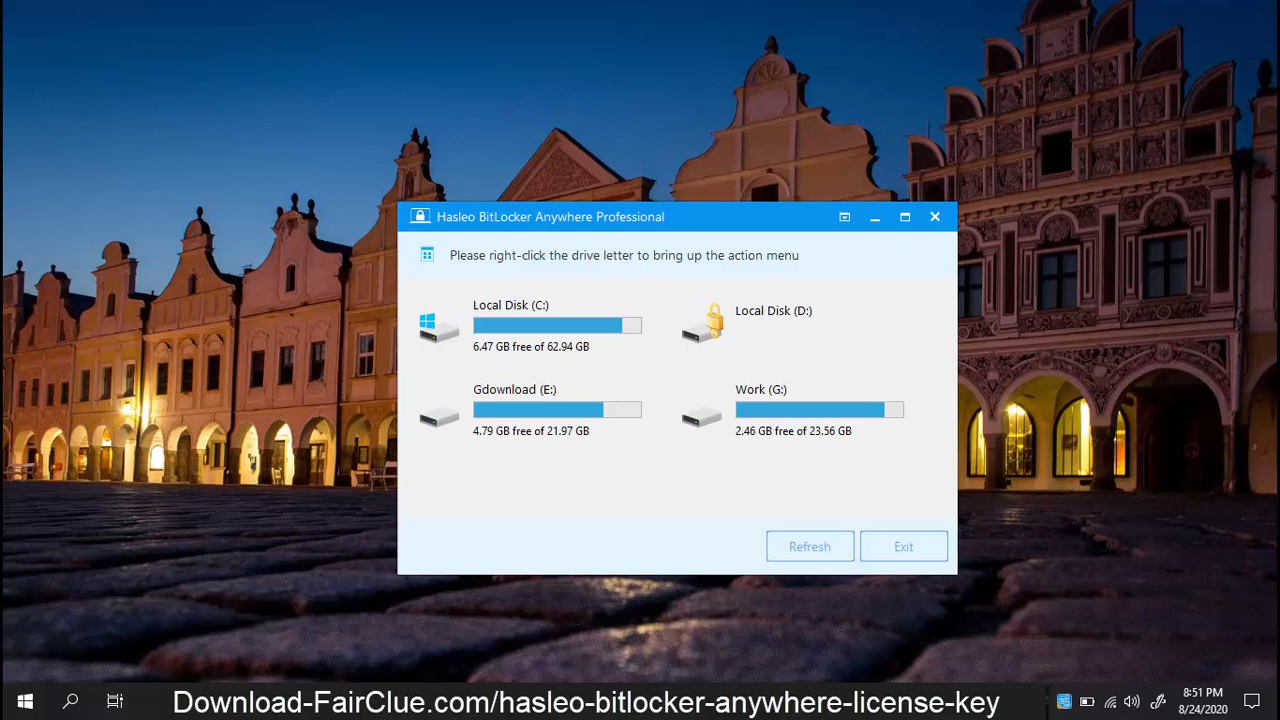 Hasleo BitLocker Anywhere Professional
Please right-click the drive letter to bring up the action menu
Local Disk (C:)
6.47 GB free of 62.94 GB
Local Disk (D:)
Gdownload (E:)
4.79 GB free of 21.97 GB
Work (G:)
2.46 GB free of 23.56 GB
Refresh
Exit
Download-FairClue.com/hasleo-bitlocker-anywhere-license-key
8:51 PM
8/24/2020